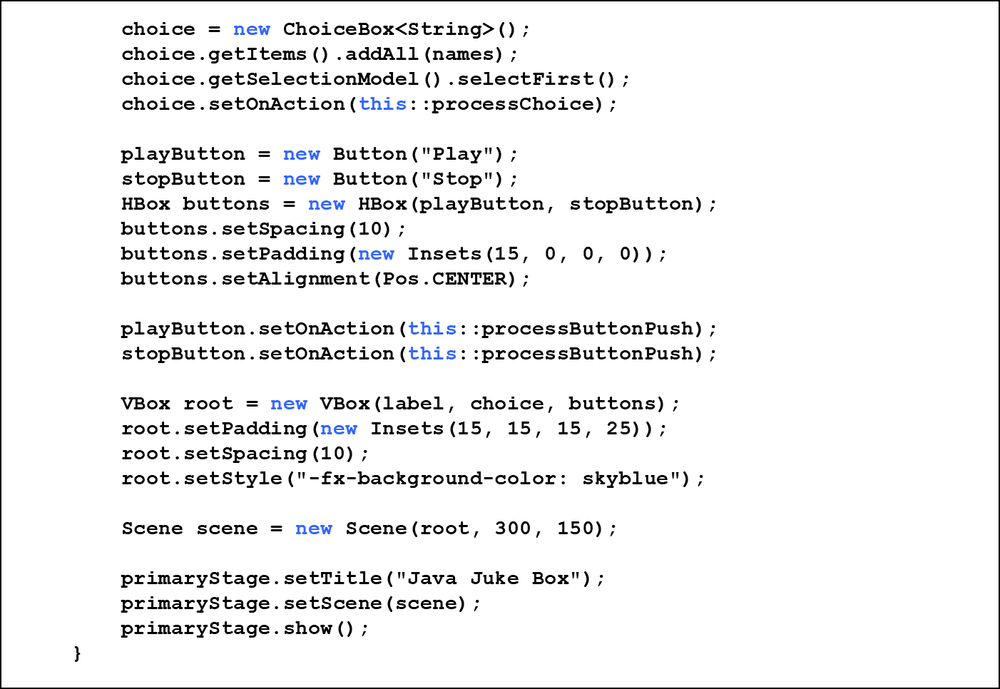 choice = new ChoiceBox<String>();
choice.getItems().addAll(names);
choice.getSelectionModel().selectFirst();
choice.setOnAction(this::processChoice);
playButton = new Button("Play");
stopButton = new Button("Stop");
HBox buttons = new HBox(playButton, stopButton);
buttons.setSpacing(10);
buttons.setPadding(new Insets(15, 0, 0, 0));
buttons.setAlignment(Pos.CENTER);
playButton.setOnAction(this::processButtonPush);
stopButton.setOnAction(this::processButtonPush);
VBox root = new VBox(label, choice, buttons);
root.setPadding(new Insets(15, 15, 15, 25));
root.setSpacing(10);
root.setStyle("-fx-background-color: skyblue");
Scene scene = new Scene(root, 300, 150);
primaryStage.setTitle("Java Juke Box");
primaryStage.setScene(scene);
primaryStage.show();
}